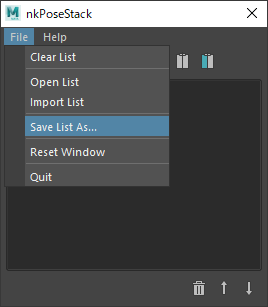 nkPoseStack
File Help
Clear List
Open List
Import List
Save List As...
Reset Window
Quit